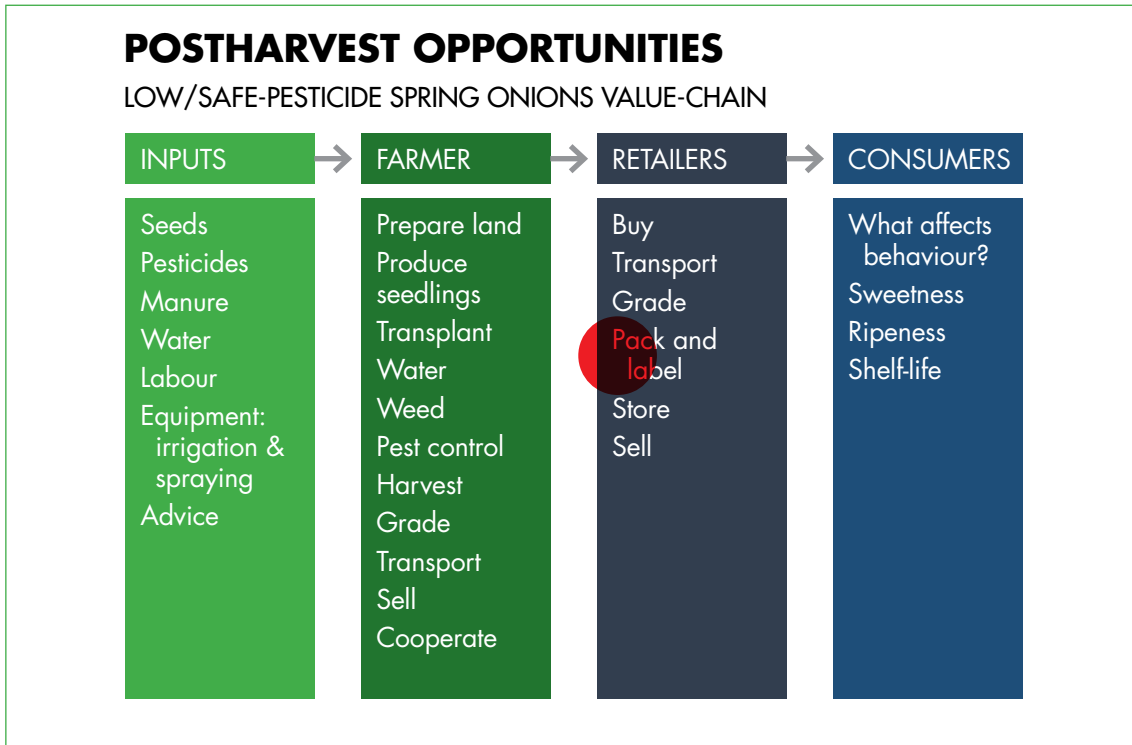 POSTHARVEST OPPORTUNITIES
LOW/SAFE-PESTICIDE SPRING ONIONS VALUE-CHAIN
INPUTS
Seeds
Pesticides
Manure
Water
Labour
Equipment:
irrigation &
spraying
Advice
FARMER
Prepare land
Produce
seedlings
Transplant
Water
Weed
Pest control
Harvest
Grade
Transport
Sell
Cooperate
RETAILERS
Buy
Transport
Grade
Pack and
label
Store
Sell
CONSUMERS
What affects
behaviour?
Sweetness
Ripeness
Shelf-life